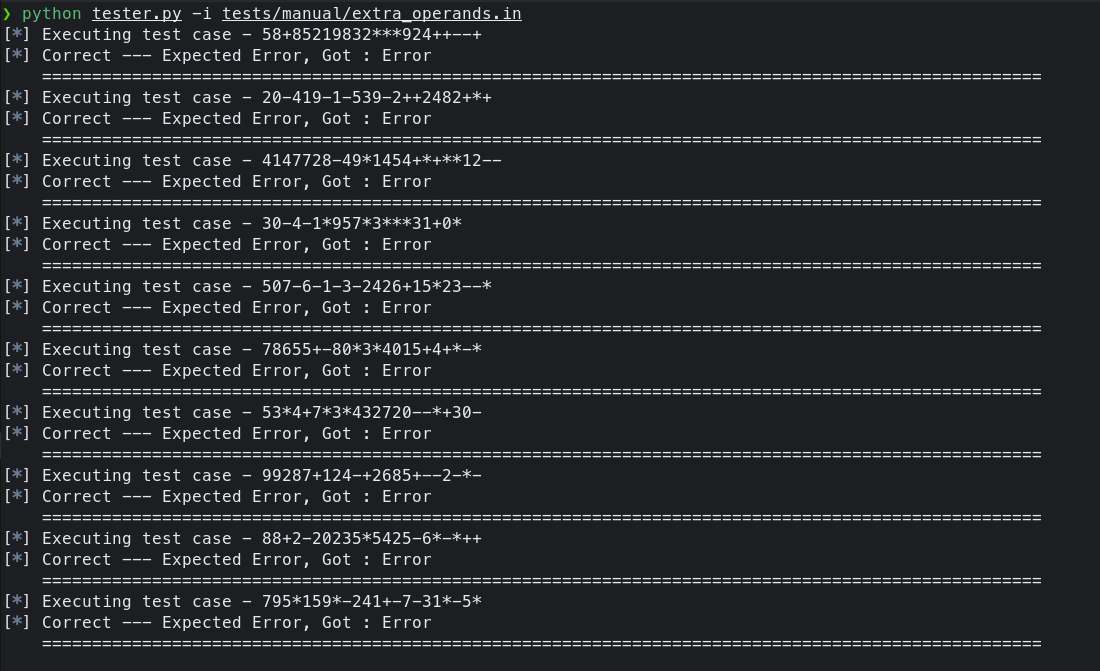 ❯ python tester.py -i tests/manual/extra_operands.in
[*] Executing test case - 58+85219832***924++--+
[*] Correct --- Expected Error, Got : Error
====================================================================================================
[*] Executing test case - 20-419-1-539-2++2482+*+
[*] Correct --- Expected Error, Got : Error
====================================================================================================
[*] Executing test case - 4147728-49*1454+*+**12--
[*] Correct --- Expected Error, Got : Error
====================================================================================================
[*] Executing test case - 30-4-1*957*3***31+0*
[*] Correct --- Expected Error, Got : Error
====================================================================================================
[*] Executing test case - 507-6-1-3-2426+15*23--*
[*] Correct --- Expected Error, Got : Error
====================================================================================================
[*] Executing test case - 78655+-80*3*4015+4+*-*
[*] Correct --- Expected Error, Got : Error
====================================================================================================
[*] Executing test case - 53*4+7*3*432720--*+30-
[*] Correct --- Expected Error, Got : Error
====================================================================================================
[*] Executing test case - 99287+124-+2685+--2-*-
[*] Correct --- Expected Error, Got : Error
====================================================================================================
[*] Executing test case - 88+2-20235*5425-6*-*++
[*] Correct --- Expected Error, Got : Error
====================================================================================================
[*] Executing test case - 795*159*-241+-7-31*-5*
[*] Correct --- Expected Error, Got : Error
====================================================================================================